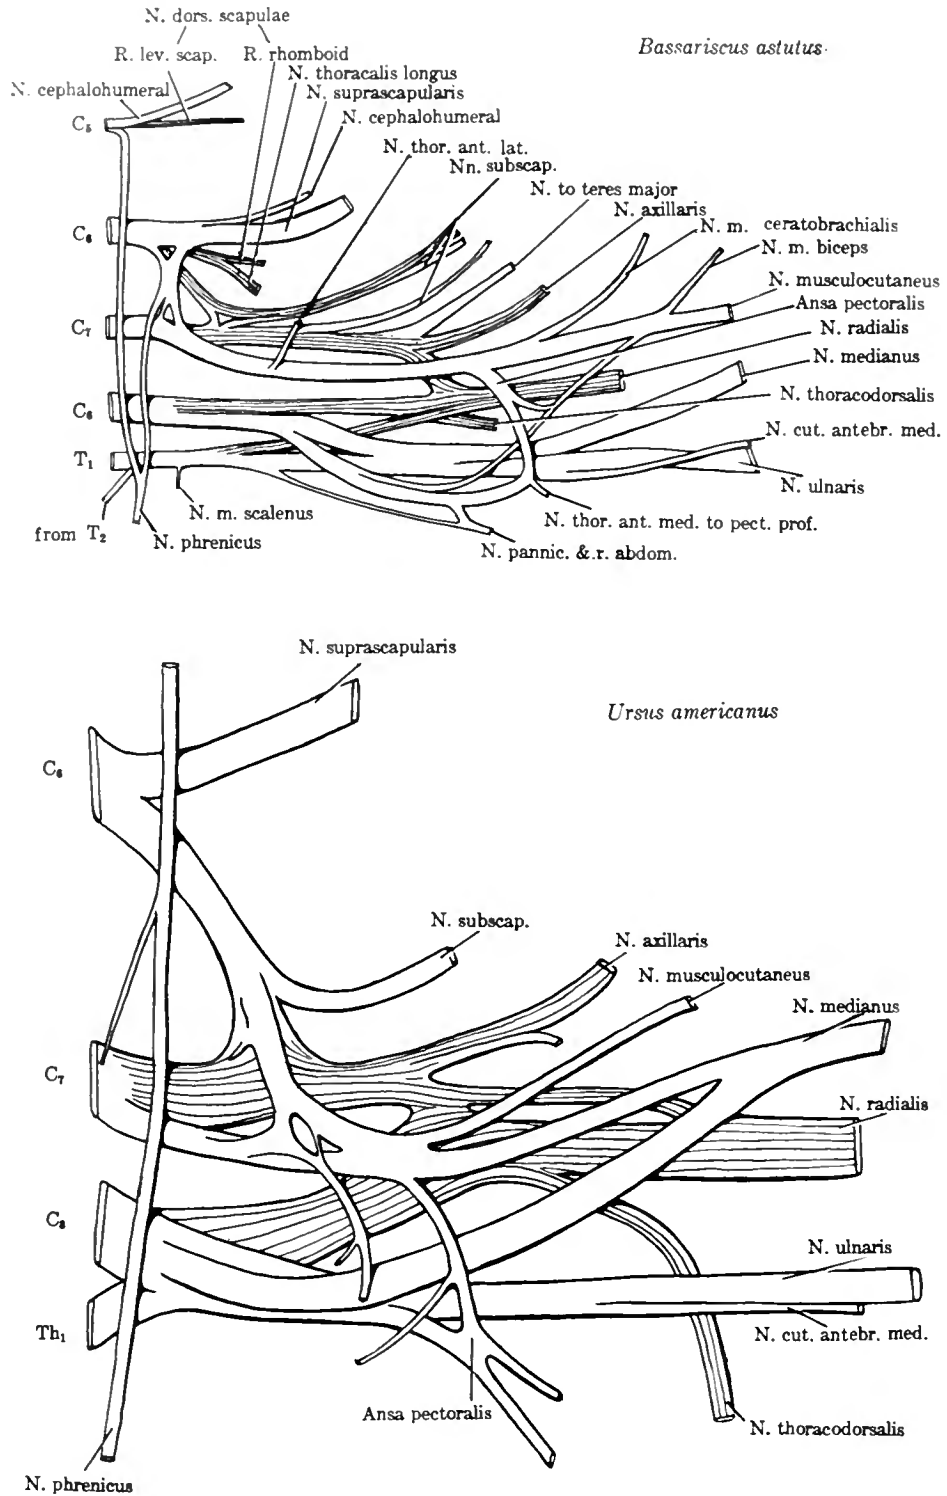 N. dors. scapulae
Bassariscus astutus
R. lev. scap.
R. rhomboid
N. thoracalis longus
N. cephalohumeral
N. suprascapularis
C₅
N. cephalohumeral
N. thor. ant. lat.
Nn. subscap.
N. to teres major
N. axillaris
C₆
N. m. ceratobrachialis
N. m. biceps
N. musculocutaneus
Ansa pectoralis
C₇
N. radialis
N. medianus
N. thoracodorsalis
C₈
N. cut. antebr. med.
T₁
N. ulnaris
N. m. scalenus
N. thor. ant. med. to pect. prof.
from T₂
N. phrenicus
N. pannic. & r. abdom.
N. suprascapularis
Ursus americanus
C₆
N. subscap.
N. axillaris
N. musculocutaneus
N. medianus
C₇
N. radialis
C₈
N. ulnaris
Th₁
N. cut. antebr. med.
Ansa pectoralis
N. thoracodorsalis
N. phrenicus